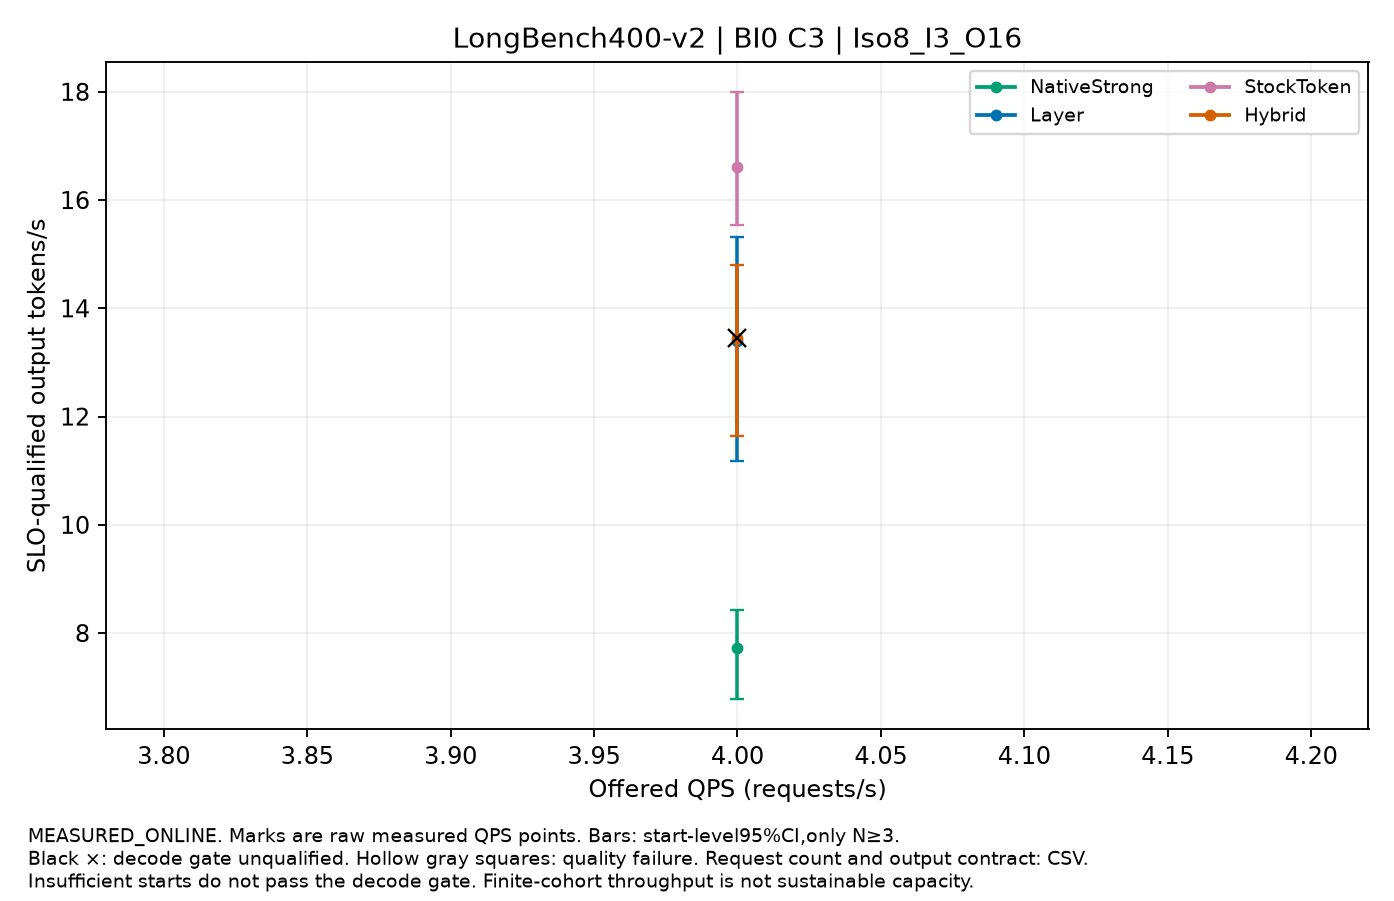 LongBench400-v2 | BI0 C3 | Iso8_I3_O16
NativeStrong
Layer
StockToken
Hybrid
SLO-qualified output tokens/s
18
16
14
12
10
8
3.80 3.85 3.90 3.95 4.00 4.05 4.10 4.15 4.20
Offered QPS (requests/s)
MEASURED_ONLINE. Marks are raw measured QPS points. Bars: start-level95%CI,only N≥3.
Black ×: decode gate unqualified. Hollow gray squares: quality failure. Request count and output contract: CSV.
Insufficient starts do not pass the decode gate. Finite-cohort throughput is not sustainable capacity.